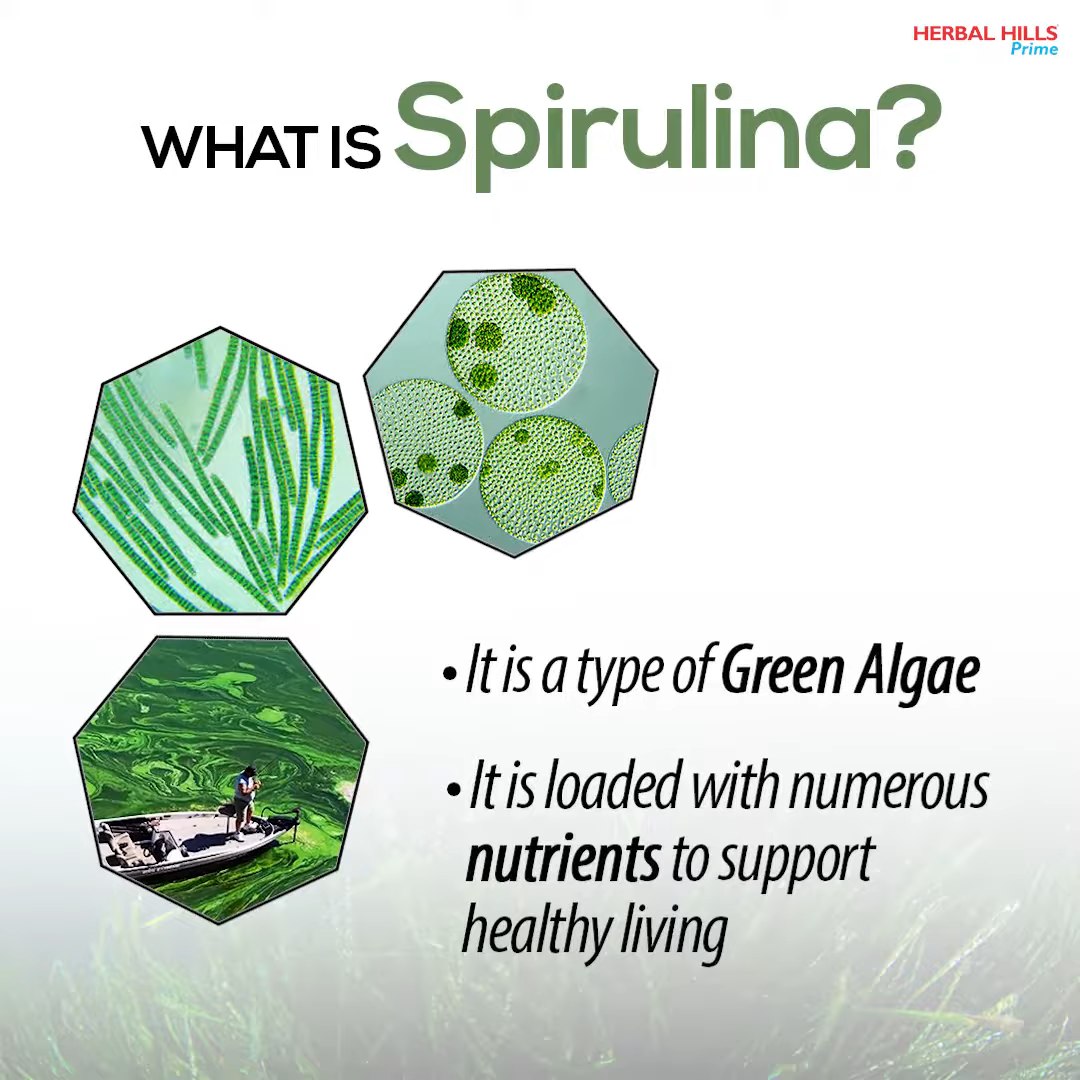 HERBAL HILLS
Prime
WHAT IS Spirulina?
• It is a type of Green Algae
• It is loaded with numerous
nutrients to support
healthy living